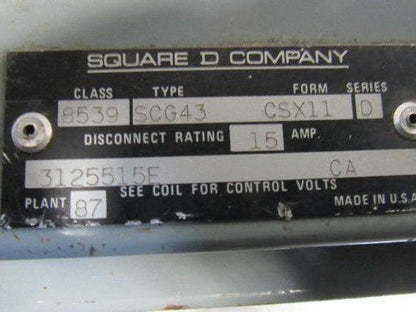 SQUARE D COMPANY
CLASS TYPE FORM SERIES
8539 SCG43 CSX11 D
DISCONNECT RATING 15 AMP.
3125515F CA
SEE COIL FOR CONTROL VOLTS
PLANT 87 MADE IN U.S.A